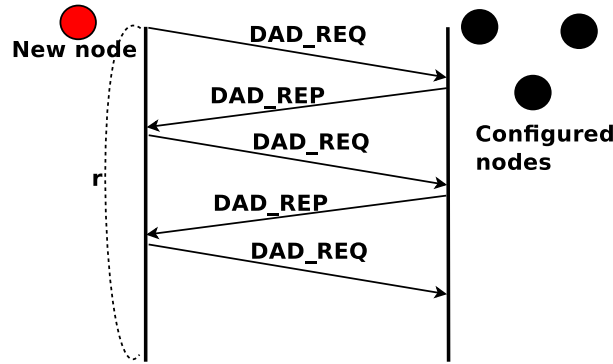 New node
DAD_REQ
DAD_REP
DAD_REQ
Configured
nodes
r
DAD_REP
DAD_REQ